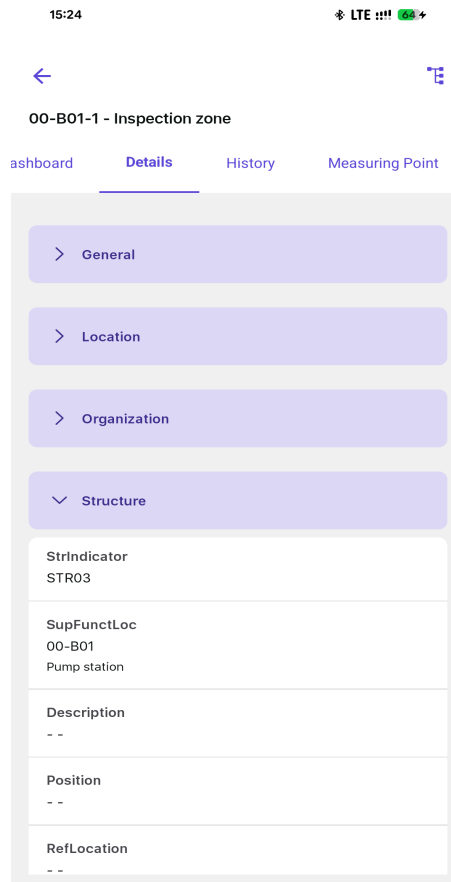 15:24
LTE
64
00-B01-1 - Inspection zone
ashboard Details History Measuring Point
General
Location
Organization
Structure
StrIndicator
STR03
SupFunctLoc
00-B01
Pump station
Description
- -
Position
- -
RefLocation
- -